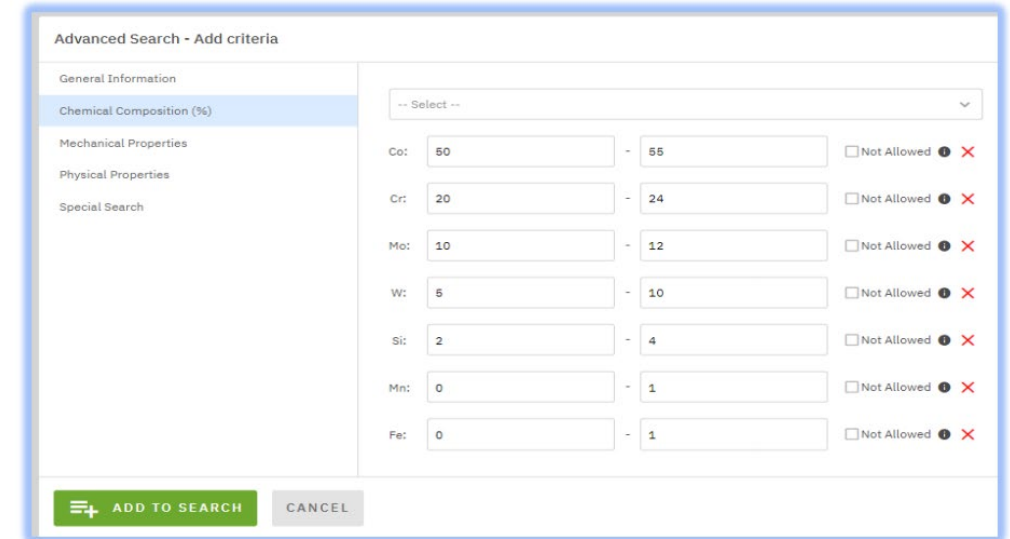 Advanced Search - Add criteria
General Information
Chemical Composition (%)
Mechanical Properties
Physical Properties
Special Search
-- Select --
Co: 50 - 55 Not Allowed
Cr: 20 - 24 Not Allowed
Mo: 10 - 12 Not Allowed
W: 5 - 10 Not Allowed
Si: 2 - 4 Not Allowed
Mn: 0 - 1 Not Allowed
Fe: 0 - 1 Not Allowed
ADD TO SEARCH CANCEL